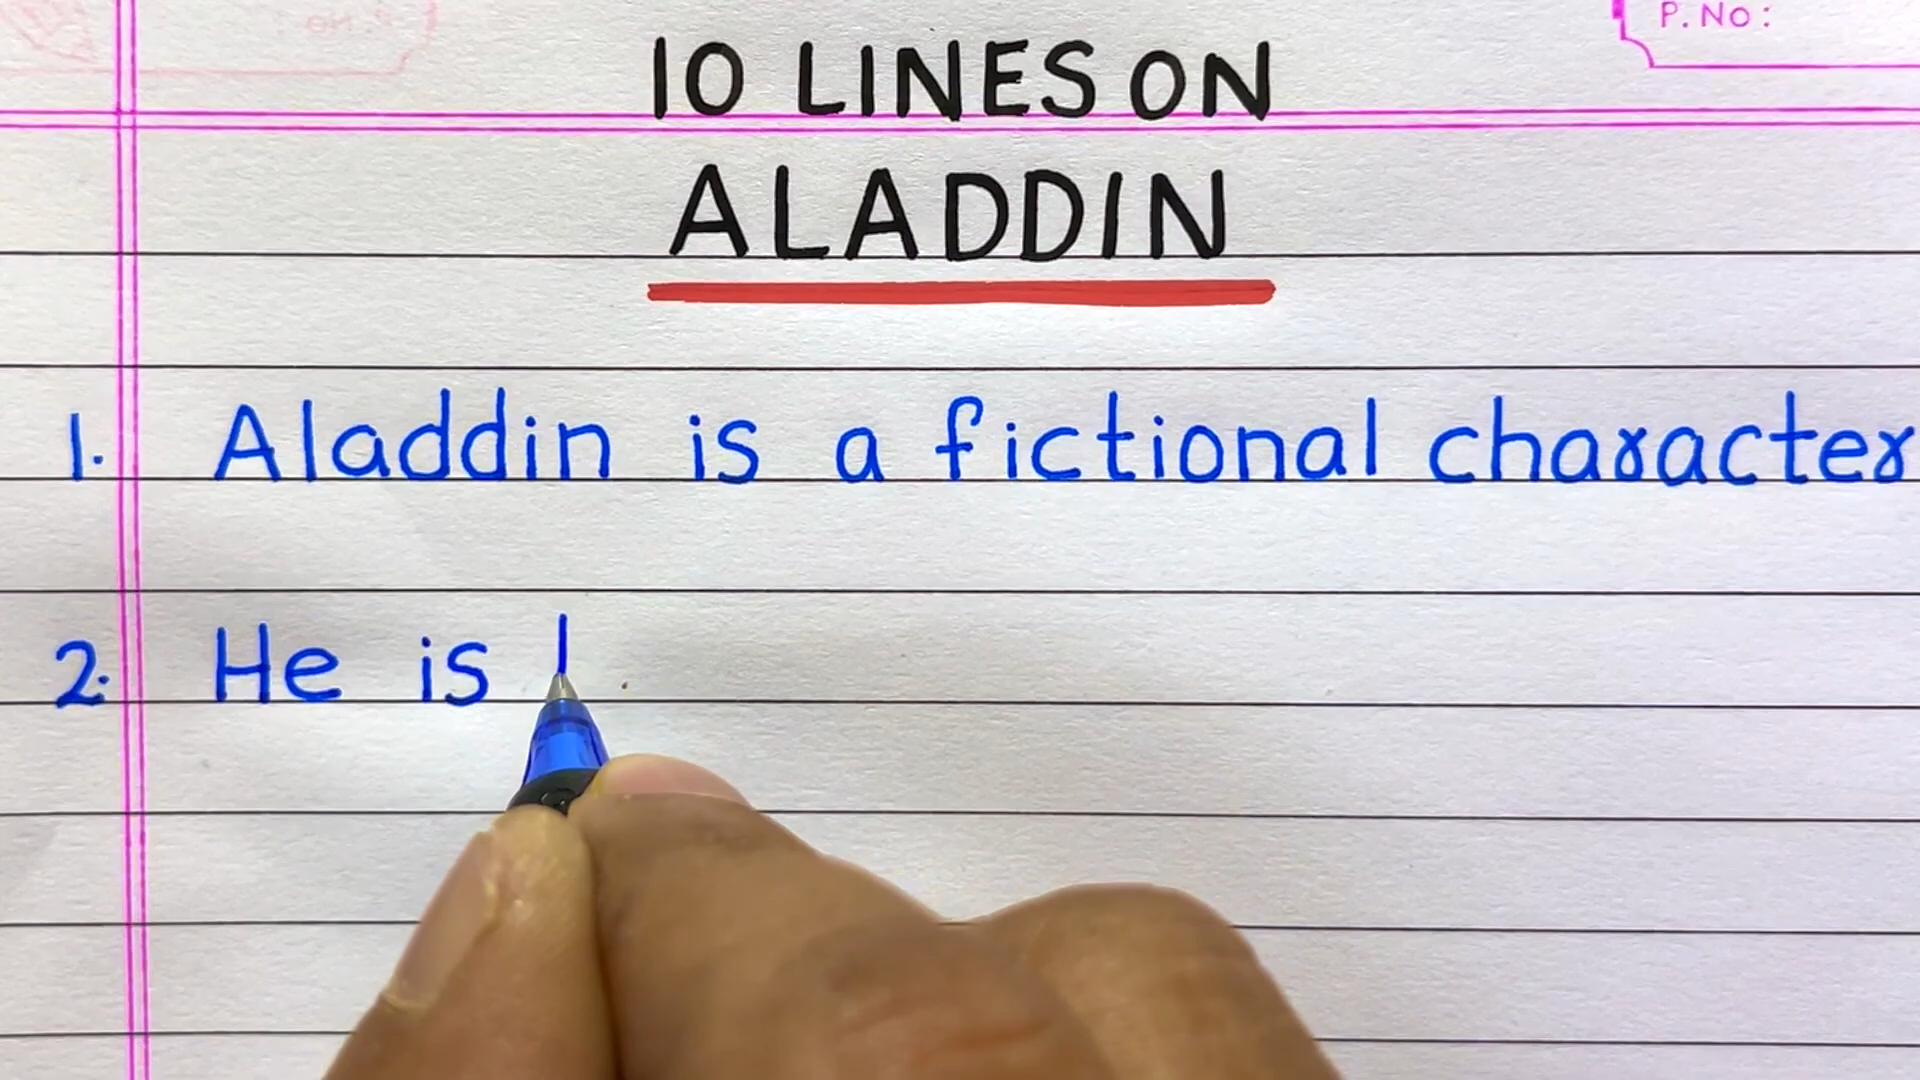 P. No:
10 LINES ON
ALADDIN
1. Aladdin is a fictional character
2. He is